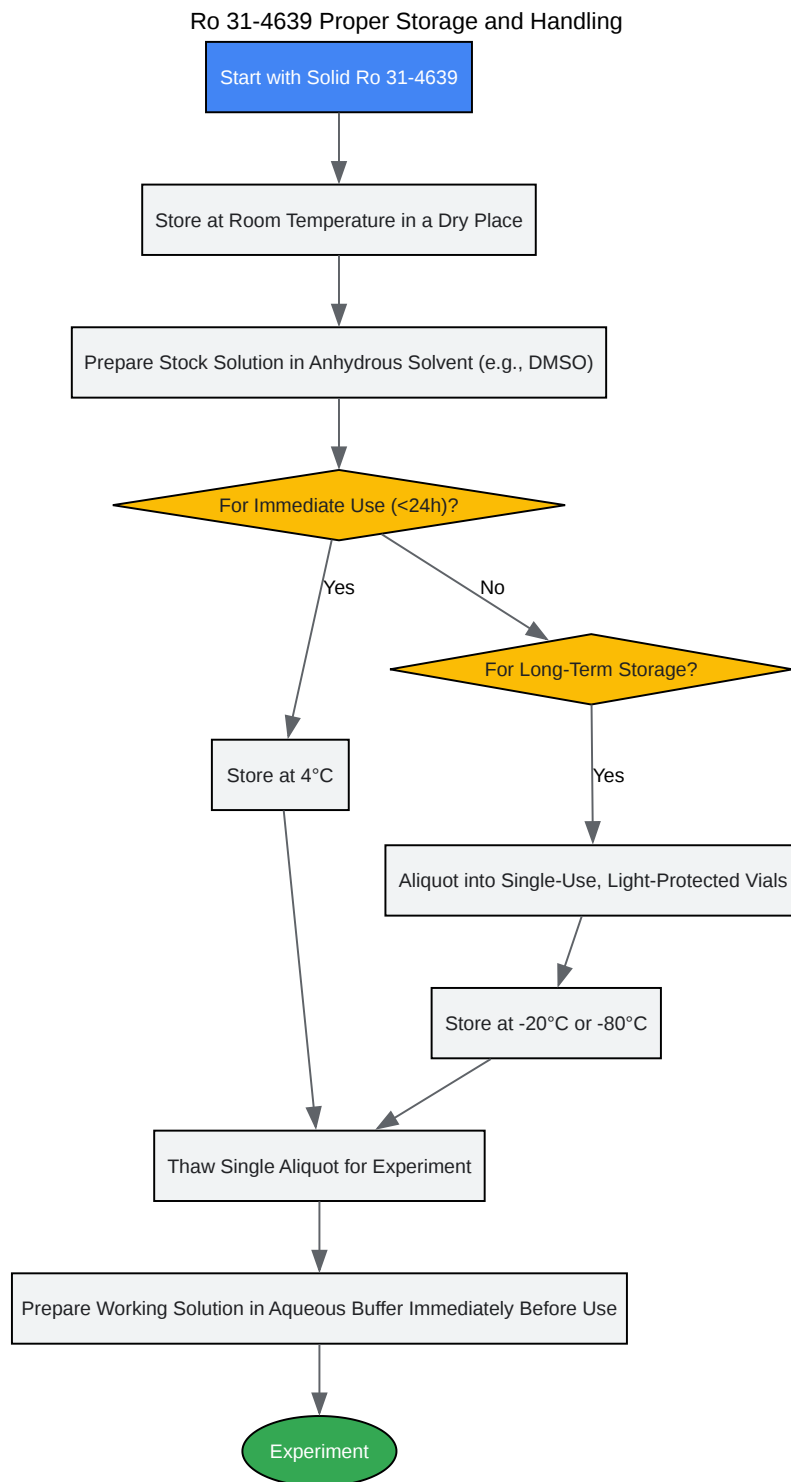 Ro 31-4639 Proper Storage and Handling
Start with Solid Ro 31-4639
Store at Room Temperature in a Dry Place
Prepare Stock Solution in Anhydrous Solvent (e.g., DMSO)
For Immediate Use (<24h)?
Yes
No
For Long-Term Storage?
Store at 4°C
Yes
Aliquot into Single-Use, Light-Protected Vials
Store at -20°C or -80°C
Thaw Single Aliquot for Experiment
Prepare Working Solution in Aqueous Buffer Immediately Before Use
Experiment